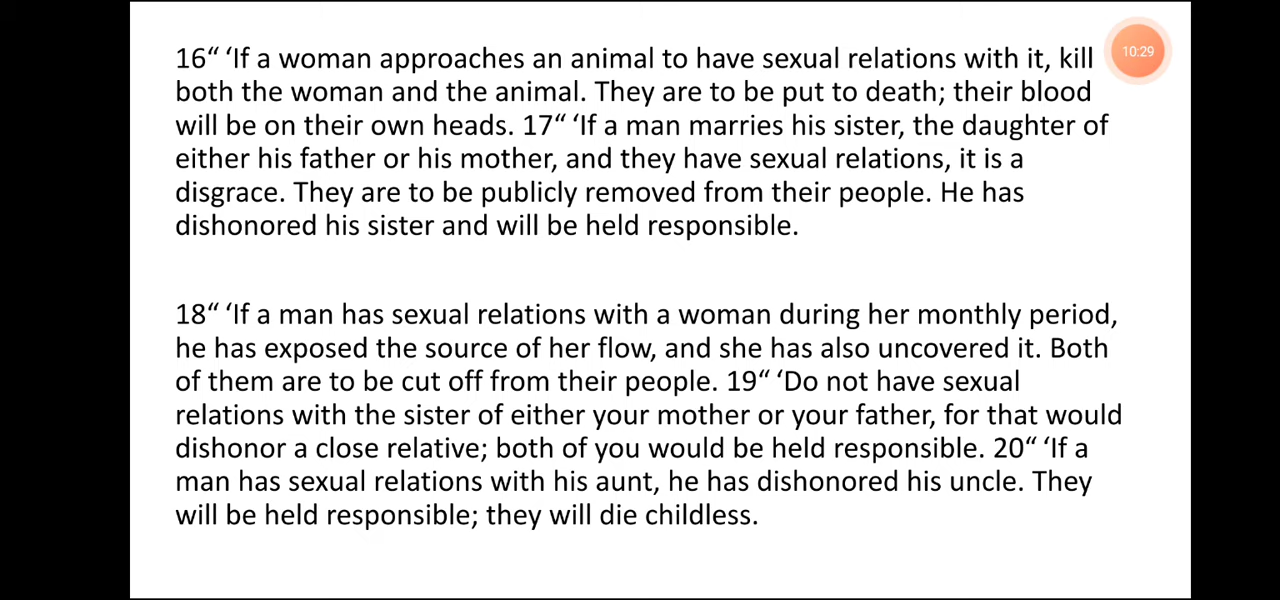 16“ ‘If a woman approaches an animal to have sexual relations with it, kill
both the woman and the animal. They are to be put to death; their blood
will be on their own heads. 17“ ‘If a man marries his sister, the daughter of
either his father or his mother, and they have sexual relations, it is a
disgrace. They are to be publicly removed from their people. He has
dishonored his sister and will be held responsible.
18“ ‘If a man has sexual relations with a woman during her monthly period,
he has exposed the source of her flow, and she has also uncovered it. Both
of them are to be cut off from their people. 19“ ‘Do not have sexual
relations with the sister of either your mother or your father, for that would
dishonor a close relative; both of you would be held responsible. 20“ ‘If a
man has sexual relations with his aunt, he has dishonored his uncle. They
will be held responsible; they will die childless.
10:29